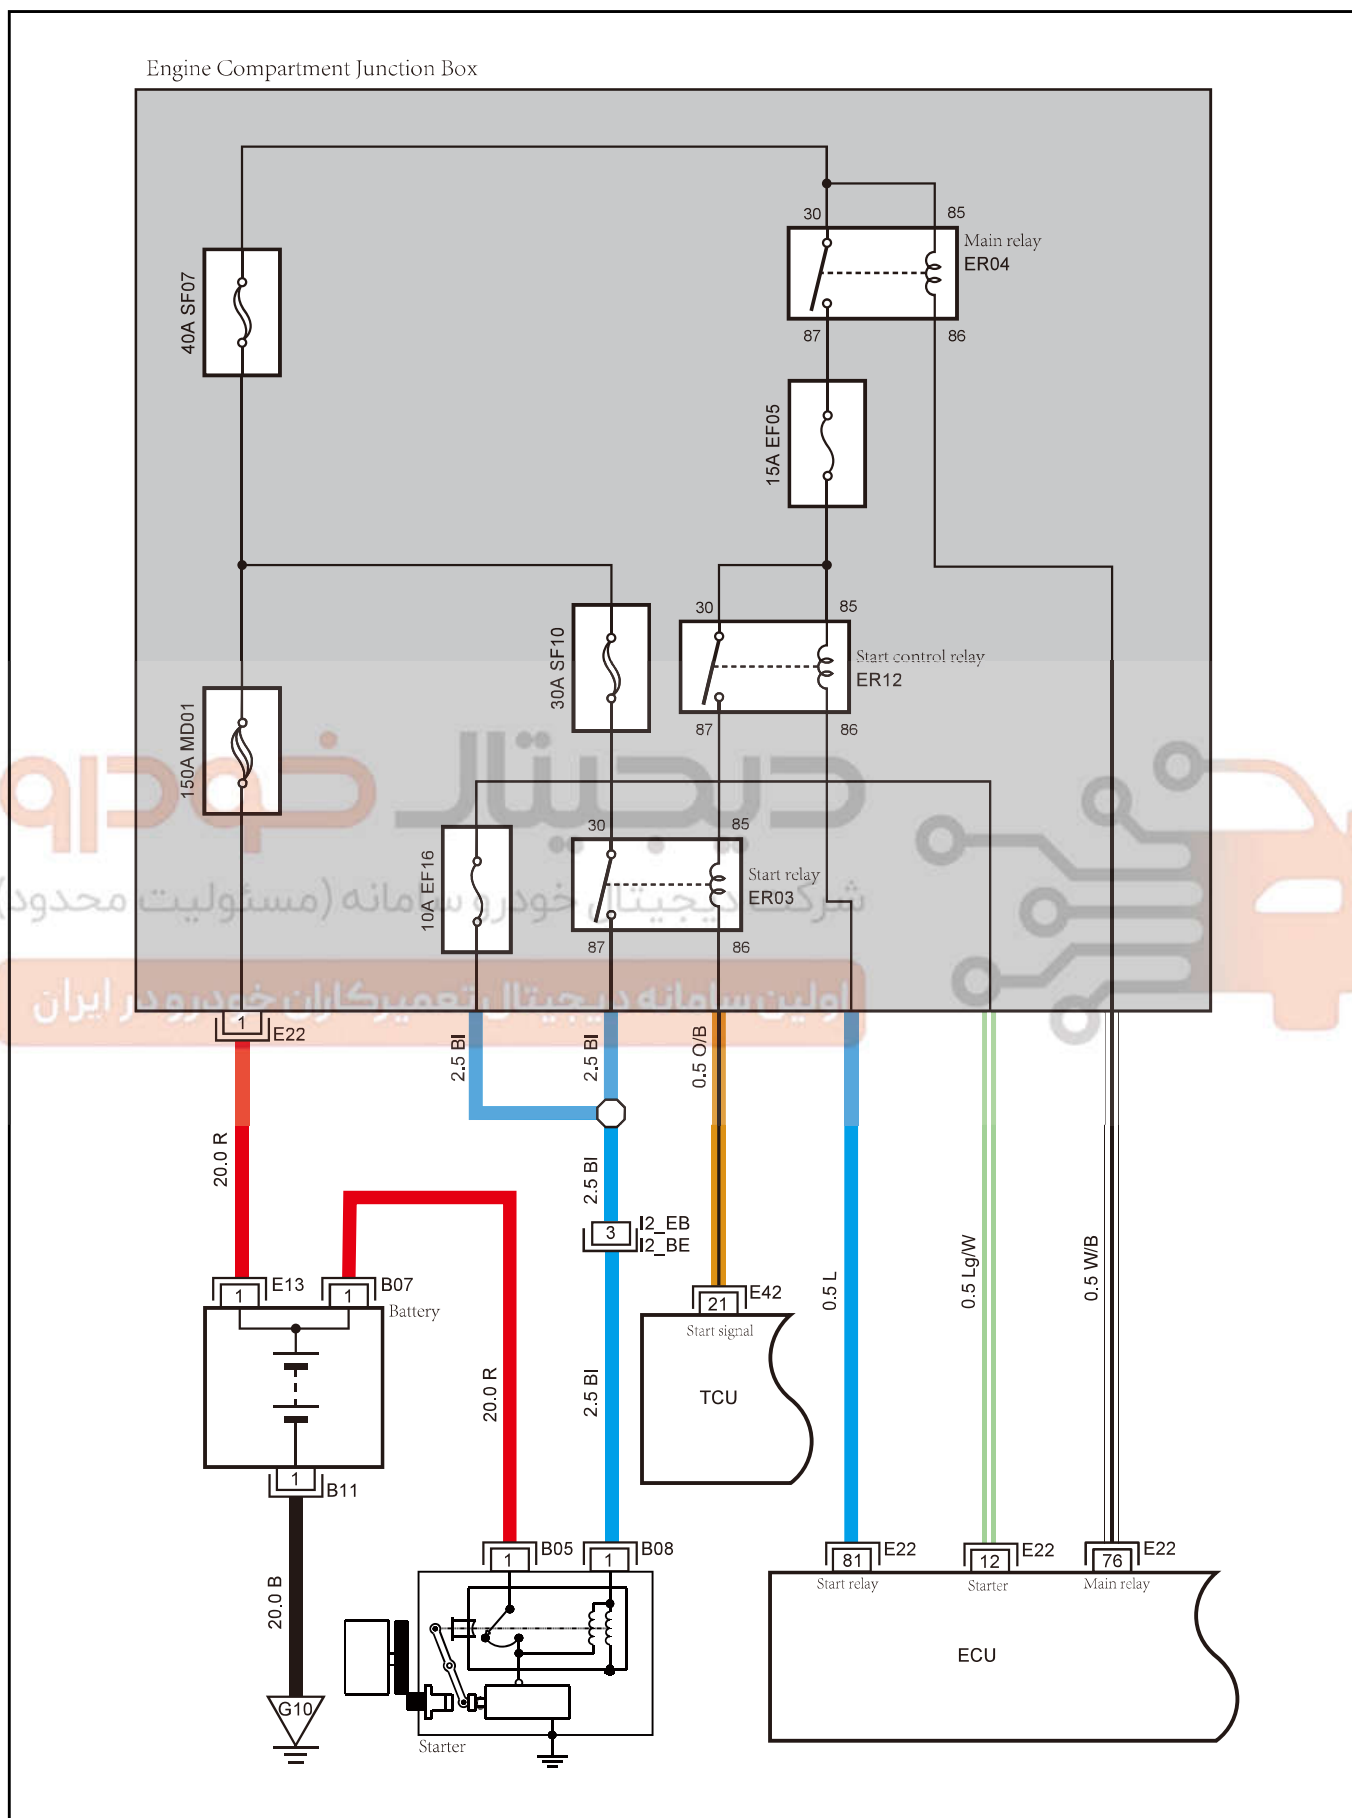 Engine Compartment Junction Box
30
85
Main relay
ER04
40A SF07
87
86
15A EF05
30
85
30A SF10
Start control relay
ER12
87
86
150A MD01
دیجیتال خودرو
30
85
10A EF16
Start relay
ER03
شرکت دیجیتال خودرو سامانه (مسئولیت محدود)
87
86
اولین سامانه دیجیتال تعمیرکاران خودرو در ایران
1
E22
2.5 Bl
2.5 Bl
0.5 O/B
20.0 R
2.5 Bl
3
I2_EB
I2_BE
0.5 L
0.5 Lg/W
0.5 W/B
1
E13
1
B07
Battery
21
E42
Start signal
TCU
20.0 R
2.5 Bl
1
B11
1
B05
1
B08
81
E22
12
E22
76
E22
Start relay
Starter
Main relay
20.0 B
ECU
G10
Starter